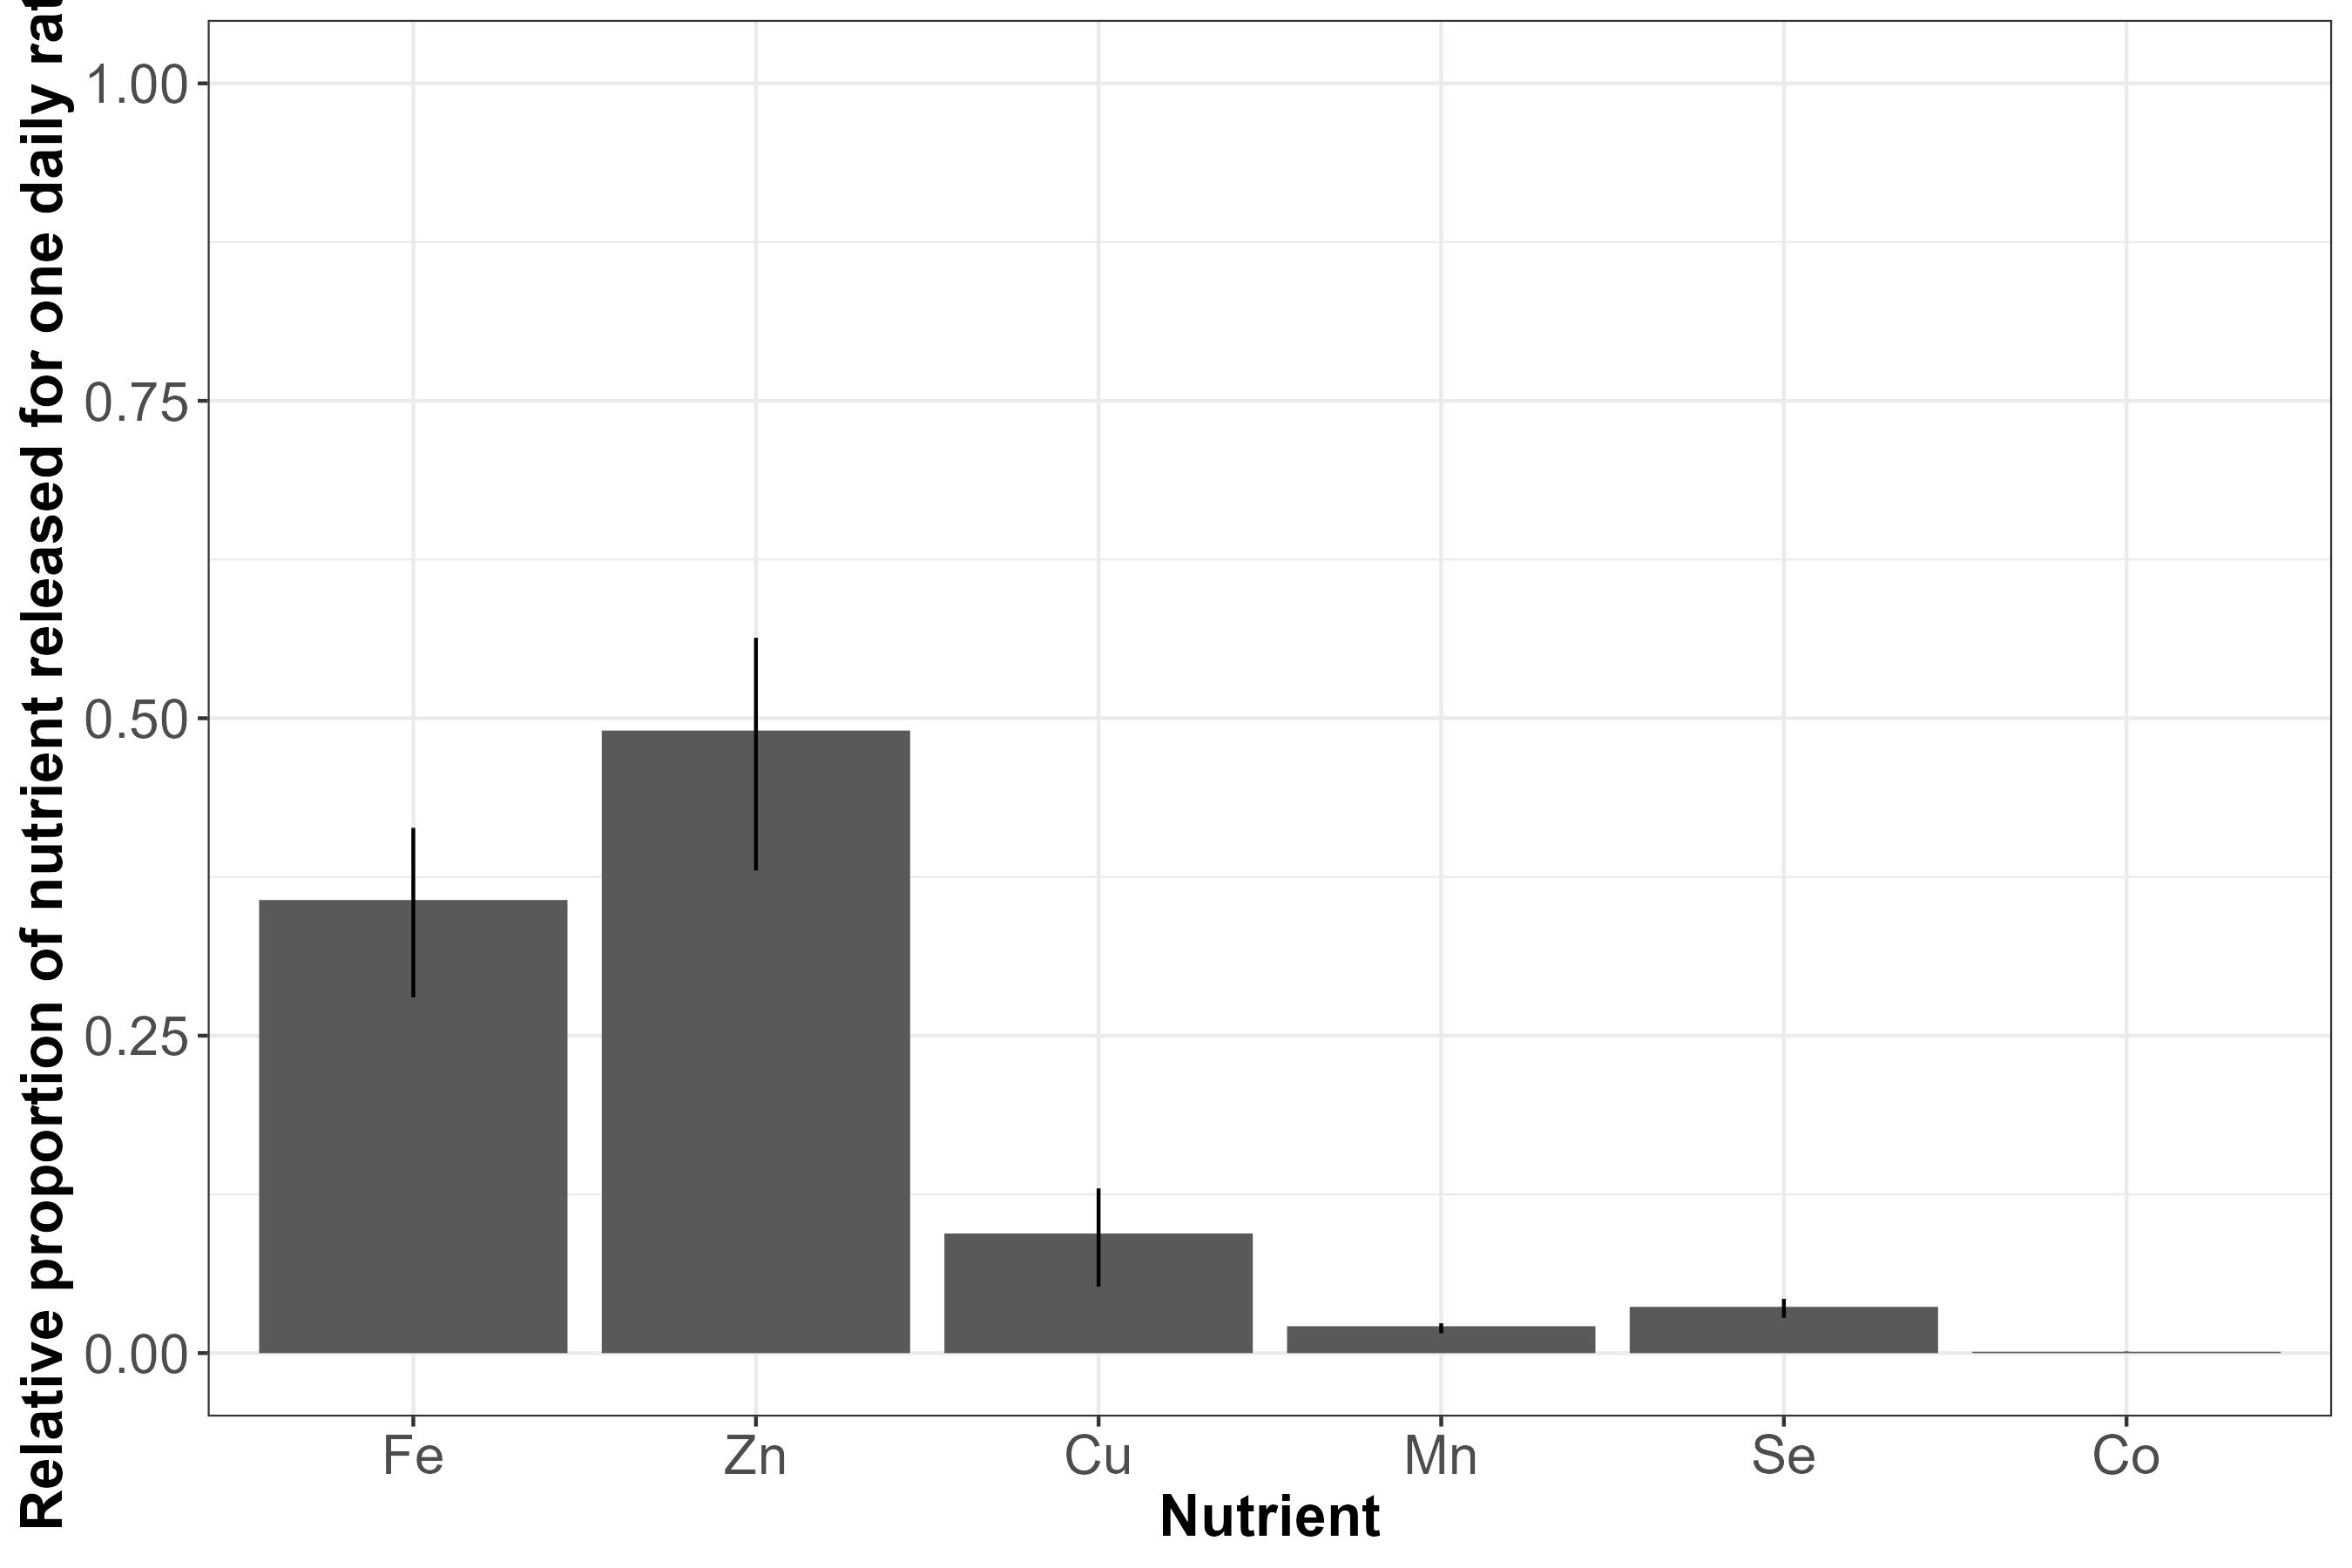 Relative proportion of nutrient released for one daily
1.00
0.75
0.50
0.25
0.00
Fe Zn Cu Mn Se Co
Nutrient